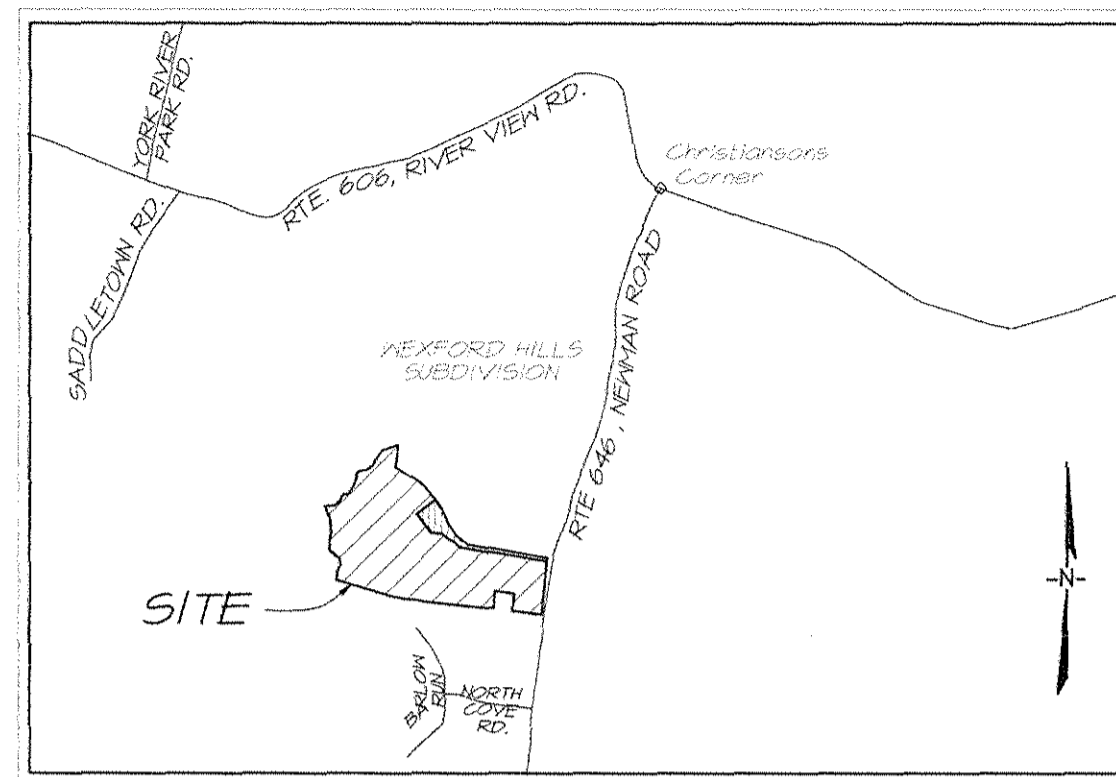 YORK RIVER
PARK RD.
RTE. 606, RIVER VIEW RD.
Christiansons
Corner
SADDLETOWN RD.
WEXFORD HILLS
SUBDIVISION
RTE 646, NEWMAN ROAD
-N-
SITE
BARLOW
RUN
NORTH
COVE
RD.